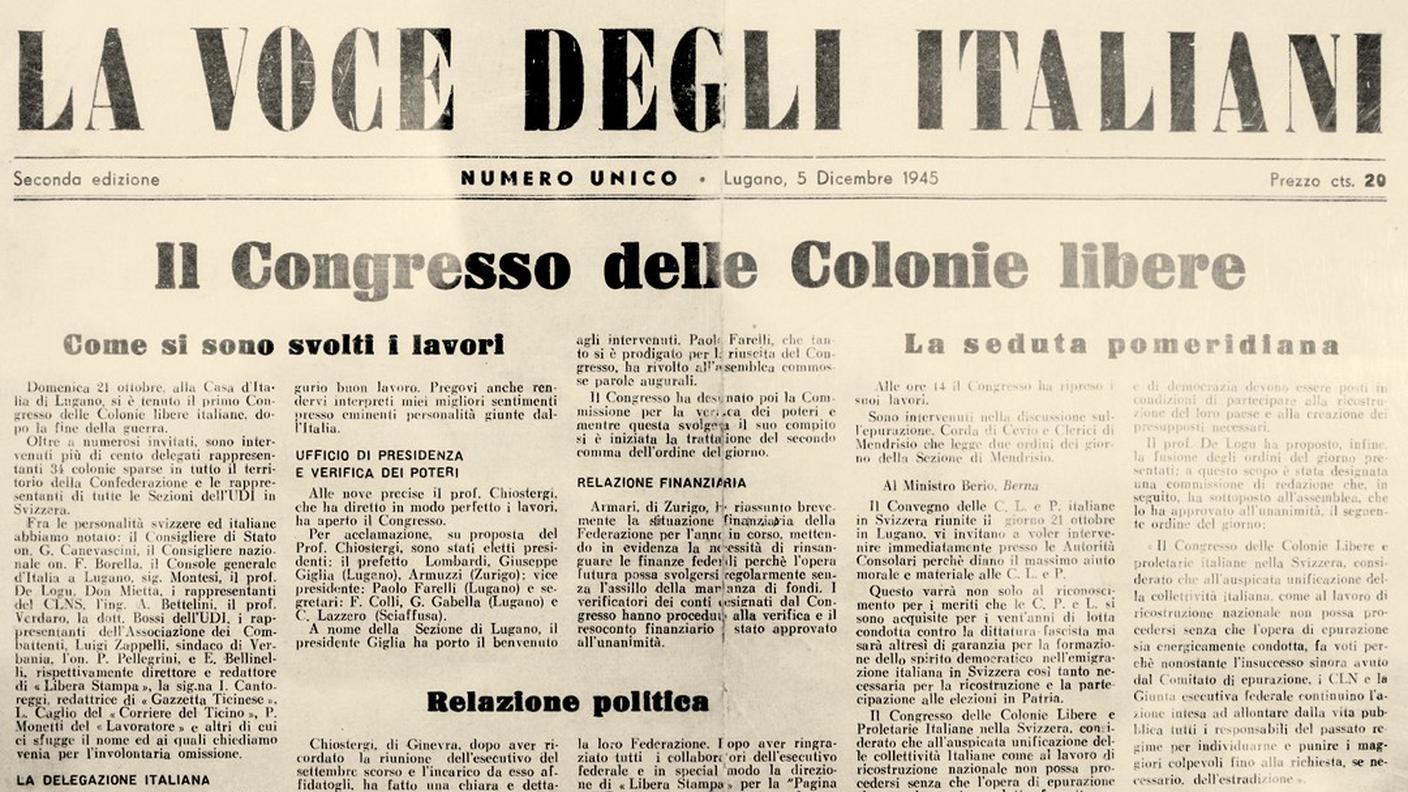 LA VOCE DEGLI ITALIANI
Seconda edizione
NUMERO UNICO • Lugano, 5 Dicembre 1945
Prezzo cts. 20
Il Congresso delle Colonie libere
Come si sono svolti i lavori
Domenica 21 ottobre, alla Casa d'Ita-
lia di Lugano, si è tenuto il primo Con-
gresso delle Colonie libere italiane, do-
po la fine della guerra.
Oltre a numerosi invitati, sono inter-
venuti più di cento delegati rappresen-
tanti 34 colonie sparse in tutto il terri-
torio della Confederazione e le rappre-
sentanti di tutte le Sezioni dell'UDI in
Svizzera.
Fra le personalità svizzere ed italiane
abbiamo notato: il Consigliere di Stato
on. G. Canevascini, il Consigliere nazio-
nale on. F. Borella, il Console generale
d'Italia a Lugano, sig. Montesi, il prof.
De Logu, Don Mietta, i rappresentanti
del CLNS, l'ing. A. Bettelini, il prof.
Verdaro, la dott. Bossi dell'UDI, i rap-
presentanti dell'Associazione dei Com-
battenti, Luigi Zappelli, sindaco di Ver-
bania, l'on. P. Pellegrini, e E. Bellinel-
li, rispettivamente direttore e redattore
di « Libera Stampa », la sig.na I. Canto-
reggi, redattrice di « Gazzetta Ticinese »,
L. Caglio del « Corriere del Ticino », P.
Monetti del « Lavoratore » e altri di cui
ci sfugge il nome ed ai quali chiediamo
venia per l'involontaria omissione.
LA DELEGAZIONE ITALIANA
gurio buon lavoro. Pregovi anche ren-
dervi interpreti miei migliori sentimenti
presso eminenti personalità giunte dal-
l'Italia.
UFFICIO DI PRESIDENZA
E VERIFICA DEI POTERI
Alle nove precise il prof. Chiostergi,
che ha diretto in modo perfetto i lavori,
ha aperto il Congresso.
Per acclamazione, su proposta del
Prof. Chiostergi, sono stati eletti presi-
denti: il prefetto Lombardi, Giuseppe
Giglia (Lugano), Armuzzi (Zurigo); vice
presidente: Paolo Farelli (Lugano) e se-
gretari: F. Colli, G. Gabella (Lugano) e
C. Lazzero (Sciaffusa).
A nome della Sezione di Lugano, il
presidente Giglia ha porto il benvenuto
agli intervenuti. Paolo Farelli, che tan-
to si è prodigato per la riuscita del Con-
gresso, ha rivolto all'assemblea commos-
se parole augurali.
Il Congresso ha designato poi la Com-
missione per la verifica dei poteri e
mentre questa svolgeva il suo compito
si è iniziata la trattazione del secondo
comma dell'ordine del giorno.
RELAZIONE FINANZIARIA
Armari, di Zurigo, ha riassunto breve-
mente la situazione finanziaria della
Federazione per l'anno in corso, metten-
do in evidenza la necessità di rinsan-
guare le finanze federali perchè l'opera
futura possa svolgersi regolarmente sen-
za l'assillo della mancanza di fondi. I
verificatori dei conti designati dal Con-
gresso hanno proceduto alla verifica e il
resoconto finanziario è stato approvato
all'unanimità.
Relazione politica
Chiostergi, di Ginevra, dopo aver ri-
cordato la riunione dell'esecutivo del
settembre scorso e l'incarico da esso af-
fidatogli, ha fatto una chiara e detta-
la loro Federazione. Dopo aver ringra-
ziato tutti i collaboratori dell'esecutivo
federale e in special modo la direzio-
ne di « Libera Stampa » per la "Pagina
La seduta pomeridiana
Alle ore 14 il Congresso ha ripreso i
suoi lavori.
Sono intervenuti nella discussione sul-
l'epurazione, Corda di Cevio e Clerici di
Mendrisio che legge due ordini del gior-
no della Sezione di Mendrisio.
Al Ministro Berio, Berna
Il Convegno delle C. L. e P. italiane
in Svizzera riunite il giorno 21 ottobre
in Lugano, vi invitano a voler interve-
nire immediatamente presso le Autorità
Consolari perchè diano il massimo aiuto
morale e materiale alle C. L. e P.
Questo varrà non solo al riconosci-
mento per i meriti che le C. P. e L. si
sono acquisite per i vent'anni di lotta
condotta contro la dittatura fascista ma
sarà altresì di garanzia per la formazio-
ne dello spirito democratico nell'emigra-
zione italiana in Svizzera così tanto ne-
cessaria per la ricostruzione e la parte-
cipazione alle elezioni in Patria.
Il Congresso delle Colonie Libere e
Proletarie Italiane nella Svizzera, consi-
derato che all'auspicata unificazione del-
le collettività Italiane come al lavoro di
ricostruzione nazionale non possa pro-
cedersi senza che l'opera di epurazione
e di democrazia devono essere posti in
condizioni di partecipare alla ricostru-
zione del loro paese e alla creazione dei
presupposti necessari.
Il prof. De Logu ha proposto, infine,
la fusione degli ordini del giorno pre-
sentati; a questo scopo è stata designata
una commissione di redazione che, in
seguito, ha sottoposto all'assemblea, che
lo ha approvato all'unanimità, il seguen-
te ordine del giorno:
« Il Congresso delle Colonie Libere e
proletarie italiane nella Svizzera, consi-
derato che all'auspicata unificazione del-
la collettività italiana, come al lavoro di
ricostruzione nazionale non possa pro-
cedersi senza che l'opera di epurazione
sia energicamente condotta, fa voti per-
chè nonostante l'insuccesso sinora avuto
dal Comitato di epurazione, i CLN e la
Giunta esecutiva federale continuino l'a-
zione intesa ad allontare dalla vita pub-
blica tutti i responsabili del passato re-
gime per individuarne e punire i mag-
giori colpevoli fino alla richiesta, se ne-
cessario, dell'estradizione ».